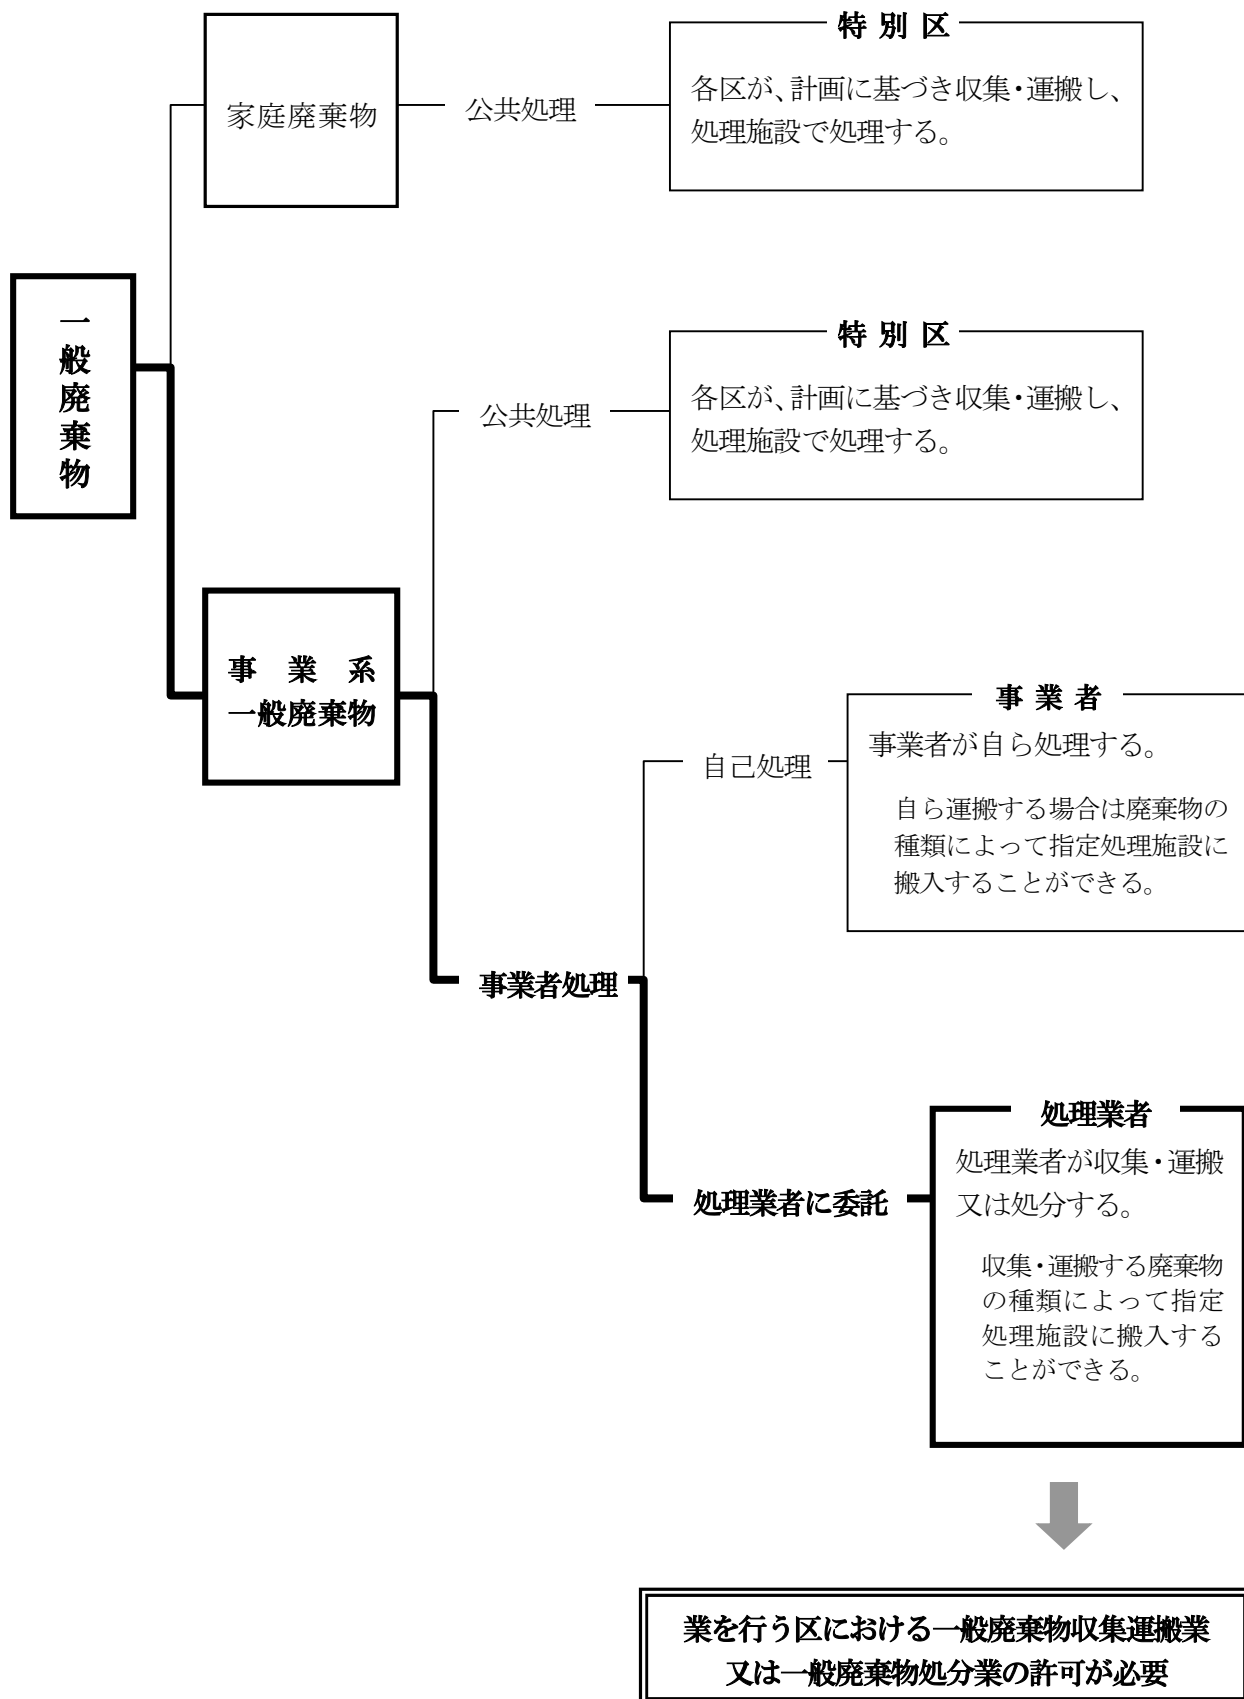 特別区
家庭廃棄物
公共処理
各区が、計画に基づき収集・運搬し、
処理施設で処理する。
一般廃棄物
特別区
公共処理
各区が、計画に基づき収集・運搬し、
処理施設で処理する。
事業系
一般廃棄物
事業者
自己処理
事業者が自ら処理する。
自ら運搬する場合は廃棄物の
種類によって指定処理施設に
搬入することができる。
事業者処理
処理業者
処理業者に委託
処理業者が収集・運搬
又は処分する。
収集・運搬する廃棄物
の種類によって指定
処理施設に搬入する
ことができる。
業を行う区における一般廃棄物収集運搬業
又は一般廃棄物処分業の許可が必要